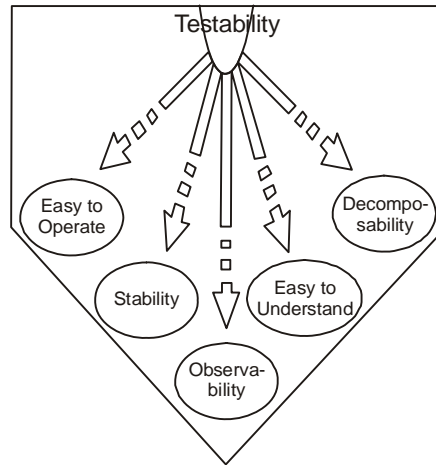 Testability
Easy to
Operate
Stability
Observa-
bility
Easy to
Understand
Decompo-
sability